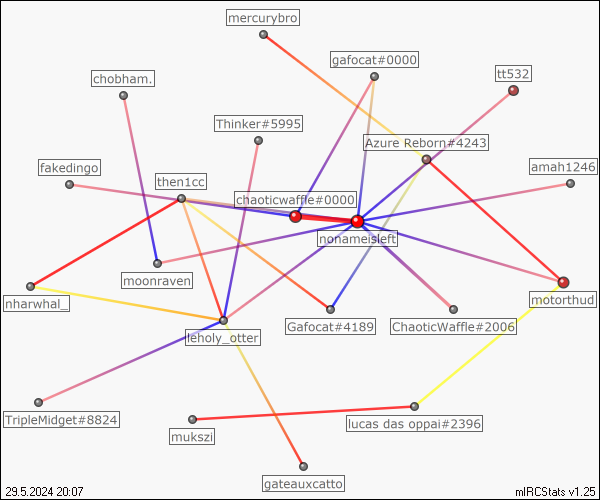 mercurybro
gafocat#0000
tt532
chobham.
Thinker#5995
Azure Reborn#4243
fakedingo
then1cc
amah1246
chaoticwaffle#0000
nonameisleft
moonraven
nharwhal_
motorthud
Gafocat#4189
ChaoticWaffle#2006
leholy_otter
TripleMidget#8824
lucas das oppai#2396
mukszi
gateauxcatto
29.5.2024 20:07
mIRCStats v1.25